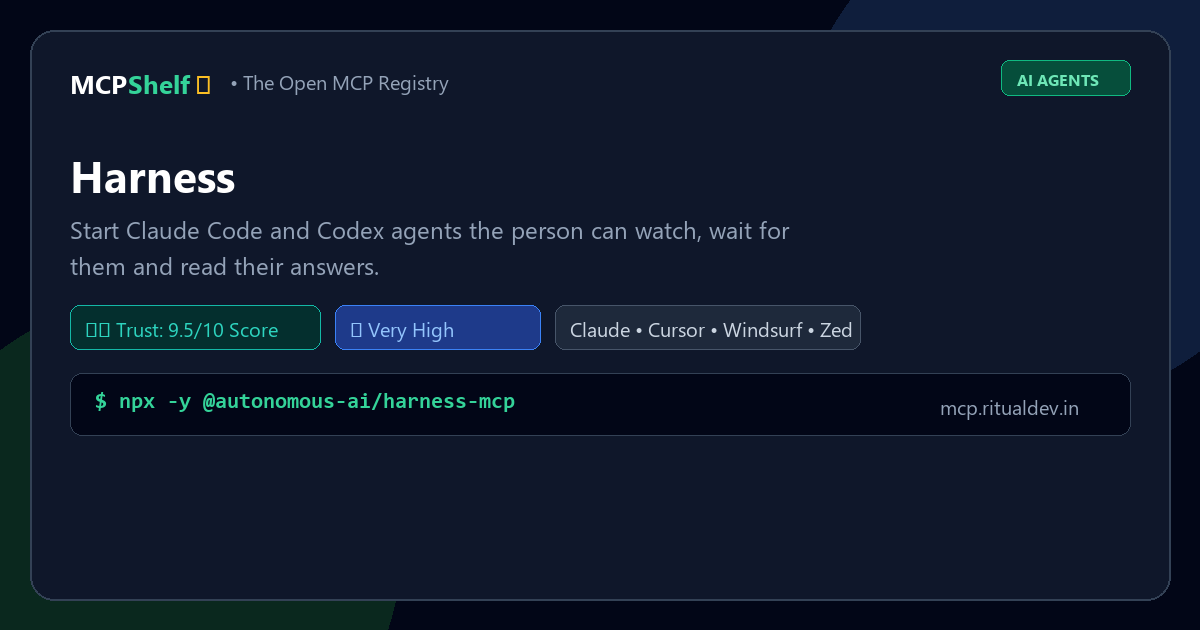 MCPShelf • The Open MCP Registry
AI AGENTS
Harness
Start Claude Code and Codex agents the person can watch, wait for
them and read their answers.
Trust: 9.5/10 Score
Very High
Claude • Cursor • Windsurf • Zed
$ npx -y @autonomous-ai/harness-mcp
mcp.ritualdev.in